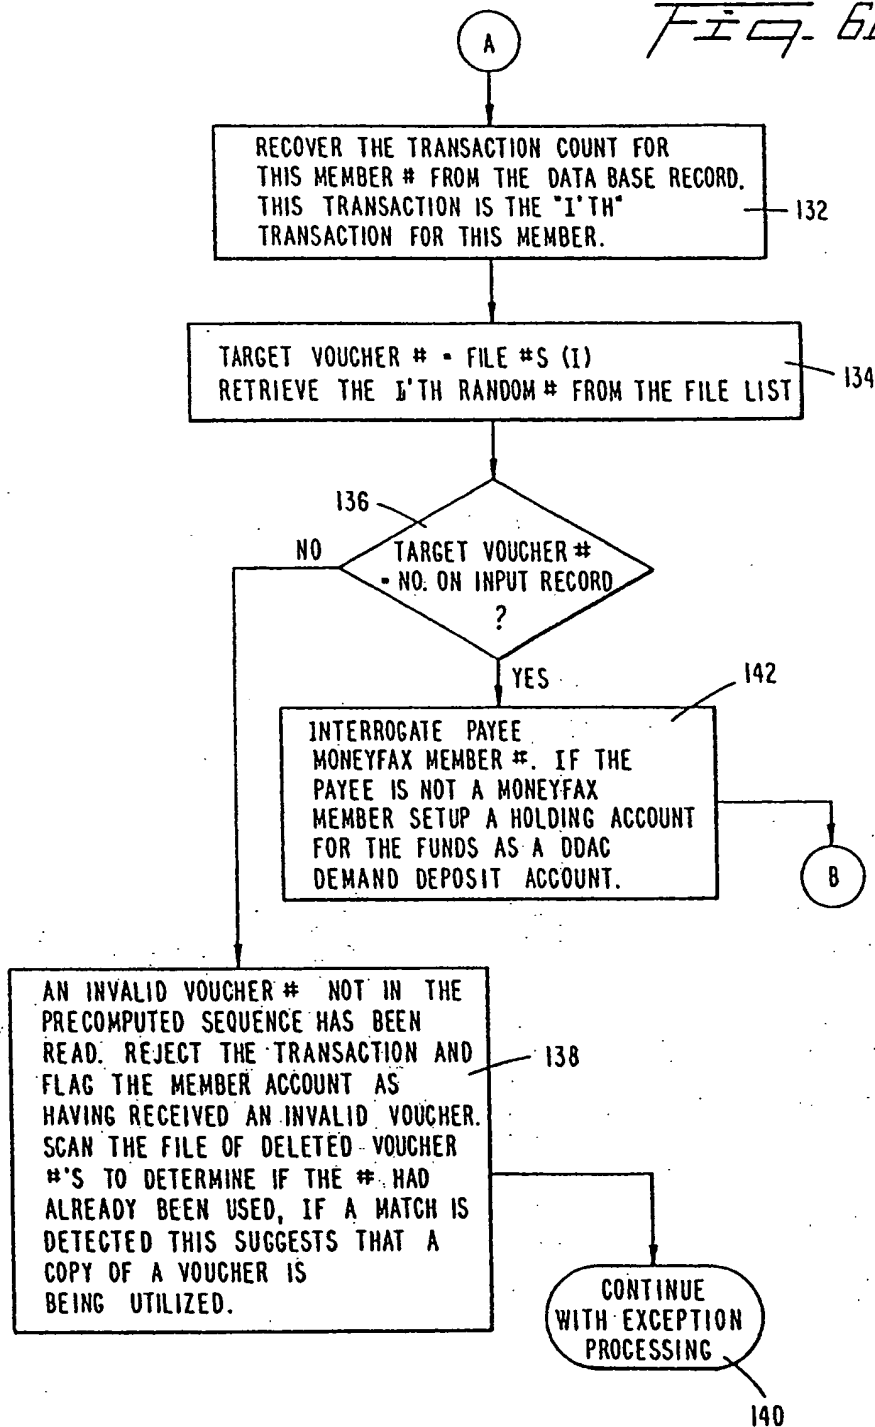 Fig. 6
A
RECOVER THE TRANSACTION COUNT FOR
THIS MEMBER # FROM THE DATA BASE RECORD.
THIS TRANSACTION IS THE "I'TH"
TRANSACTION FOR THIS MEMBER.
132
TARGET VOUCHER # = FILE #S (I)
RETRIEVE THE I'TH RANDOM # FROM THE FILE LIST
134
136
NO
TARGET VOUCHER #
= NO. ON INPUT RECORD
?
YES
142
INTERROGATE PAYEE
MONEYFAX MEMBER #. IF THE
PAYEE IS NOT A MONEYFAX
MEMBER SETUP A HOLDING ACCOUNT
FOR THE FUNDS AS A DDAC
DEMAND DEPOSIT ACCOUNT.
B
AN INVALID VOUCHER # NOT IN THE
PRECOMPUTED SEQUENCE HAS BEEN
READ. REJECT THE TRANSACTION AND
FLAG THE MEMBER ACCOUNT AS
HAVING RECEIVED AN INVALID VOUCHER.
SCAN THE FILE OF DELETED VOUCHER
#'S TO DETERMINE IF THE # HAD
ALREADY BEEN USED, IF A MATCH IS
DETECTED THIS SUGGESTS THAT A
COPY OF A VOUCHER IS
BEING UTILIZED.
138
CONTINUE
WITH EXCEPTION
PROCESSING
140